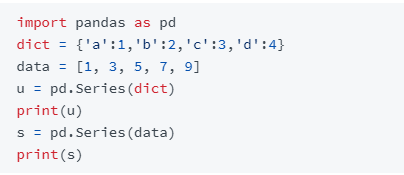 import pandas as pd
dict = {'a':1,'b':2,'c':3,'d':4}
data = [1, 3, 5, 7, 9]
u = pd.Series(dict)
print(u)
s = pd.Series(data)
print(s)